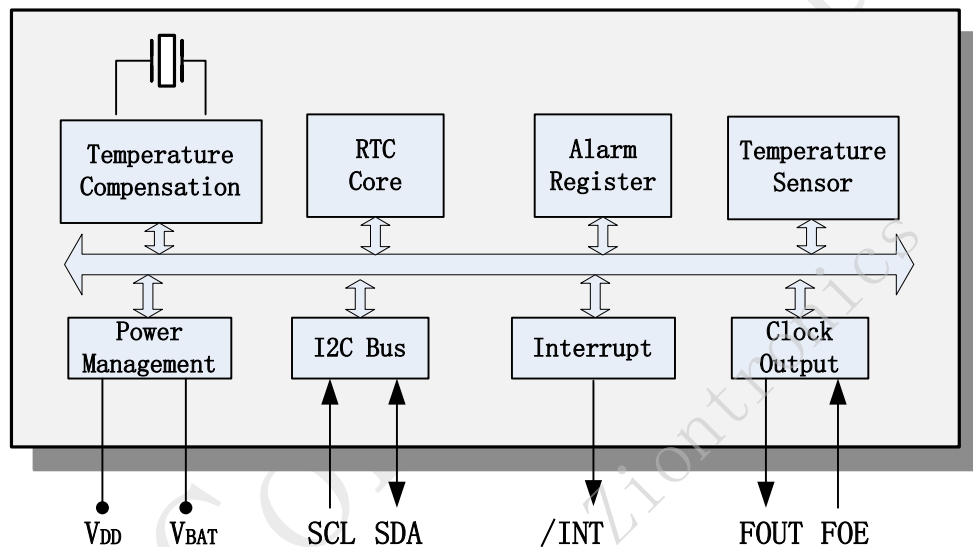 Temperature
Compensation
RTC
Core
Alarm
Register
Temperature
Sensor
Power
Management
I2C Bus
Interrupt
Clock
Output
VDD
VBAT
SCL
SDA
/INT
FOUT
FOE
Ziontronics